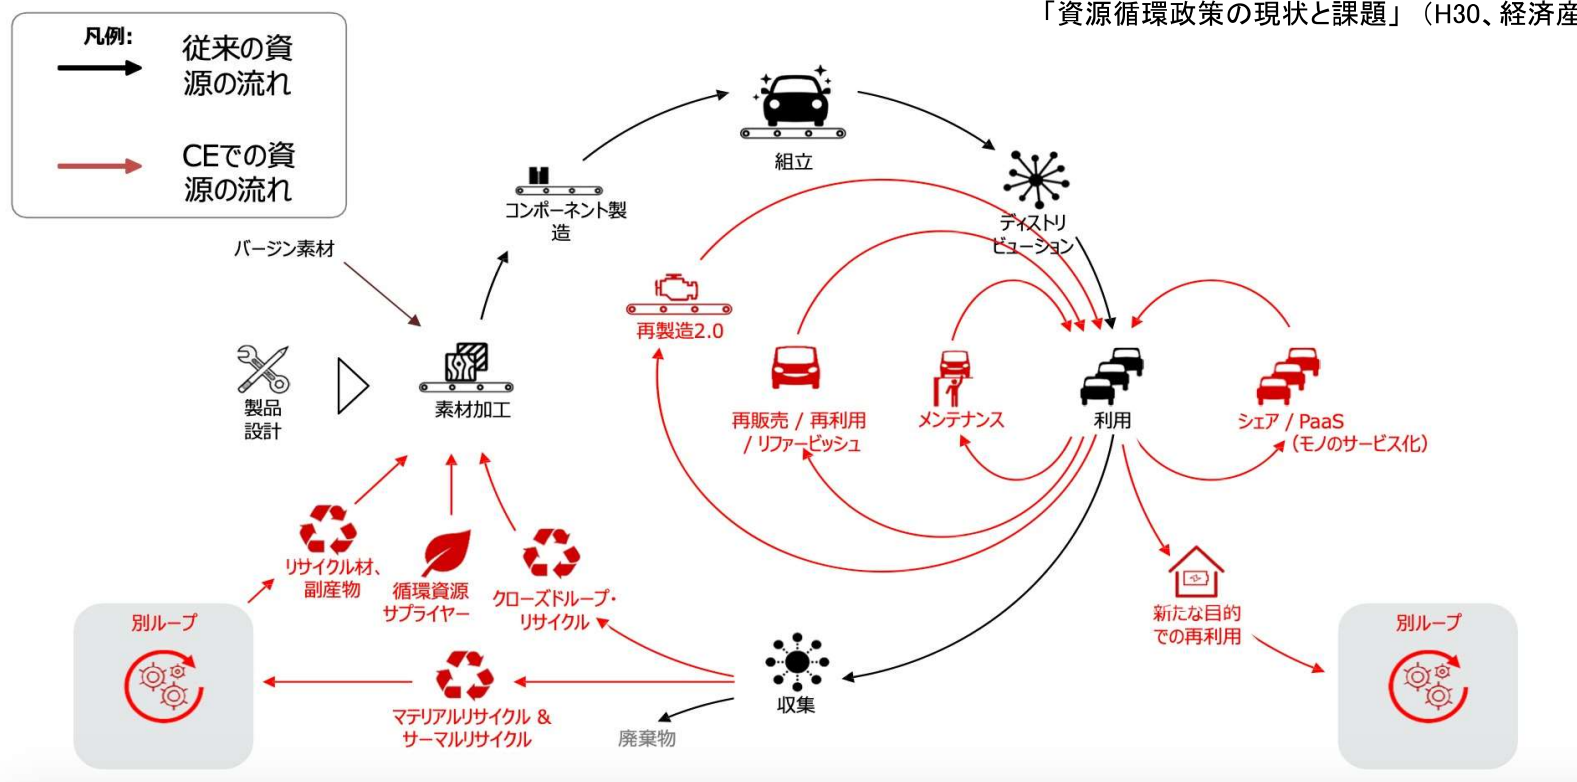 「資源循環政策の現状と課題」（H30、経済産
凡例:
従来の資
源の流れ
CEでの資
源の流れ
組立
コンポーネント製
造
ディストリ
ビューション
バージン素材
再製造2.0
製品
設計
素材加工
再販売 / 再利用
/ リファービッシュ
メンテナンス
利用
シェア / PaaS
（モノのサービス化）
リサイクル材、
副産物
循環資源
サプライヤー
クローズドループ・
リサイクル
新たな目的
での再利用
別ループ
別ループ
収集
マテリアルリサイクル &
サーマルリサイクル
廃棄物